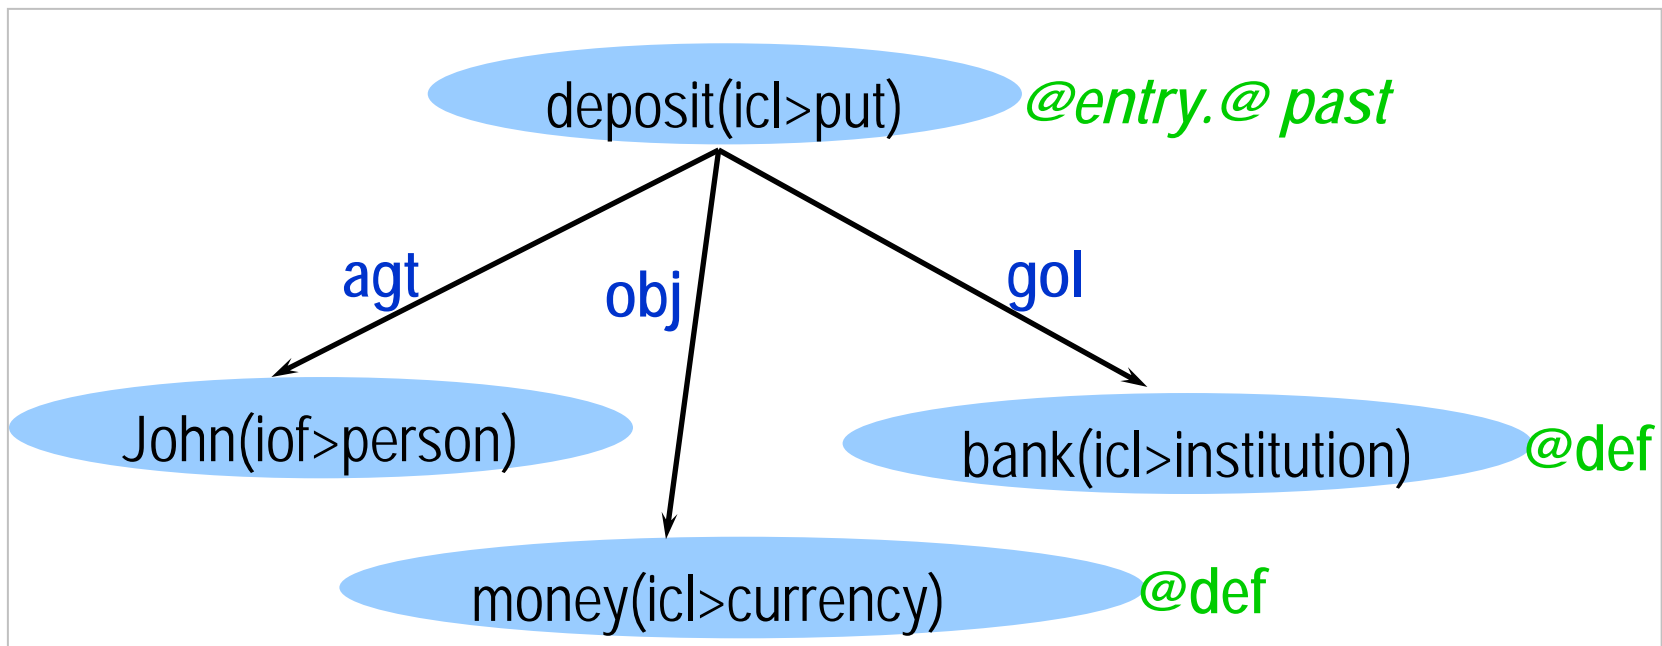 deposit(icl>put) @entry.@ past
agt
obj
gol
John(iof>person)
bank(icl>institution) @def
money(icl>currency) @def